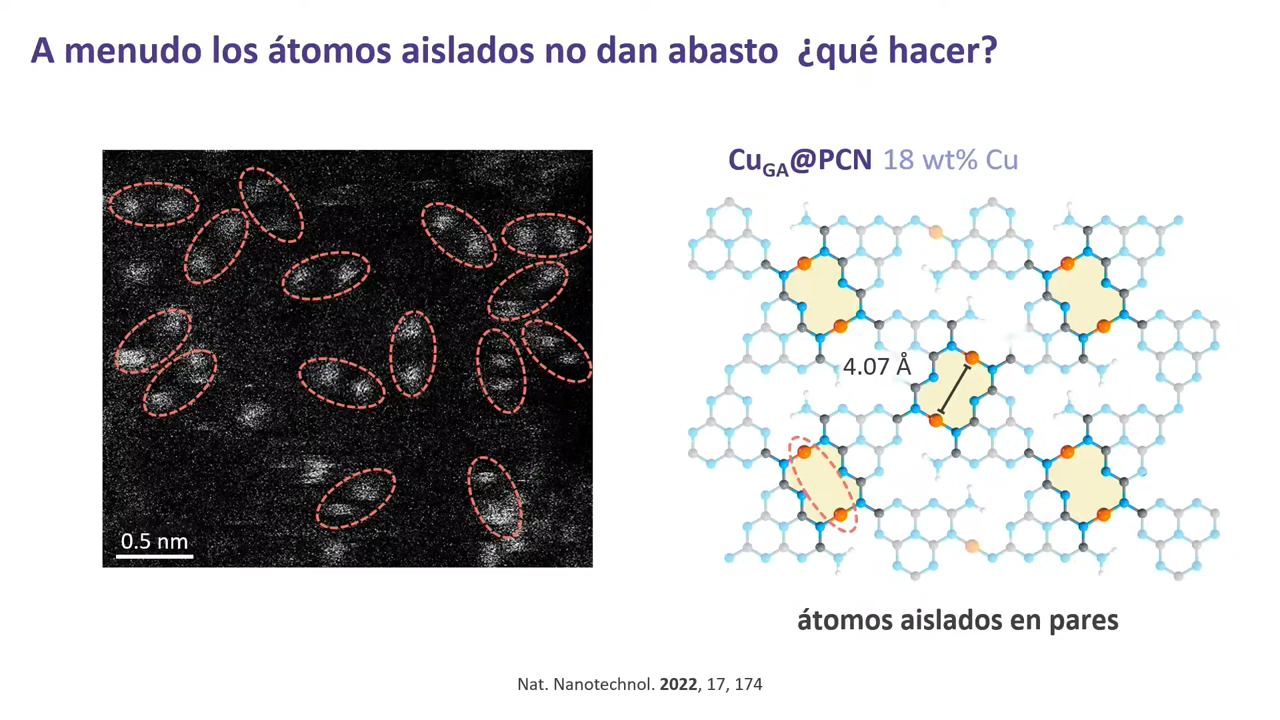 A menudo los átomos aislados no dan abasto ¿qué hacer?
CuGA@PCN 18 wt% Cu
4.07 Å
0.5 nm
átomos aislados en pares
Nat. Nanotechnol. 2022, 17, 174